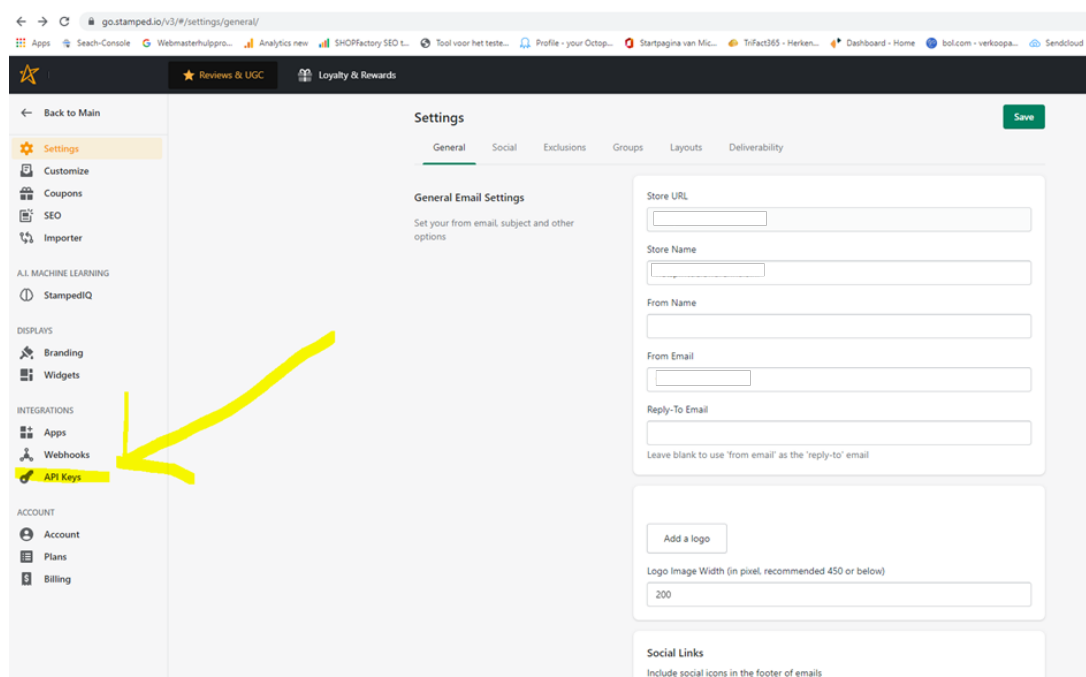 go.stamped.io/v3/#/settings/general/
Apps Seach-Console Webmasterhulppro... Analytics new SHOPFactory SEO t... Tool voor het teste... Profile - your Octop... Startpagina van Mic... TriFact365 - Herken... Dashboard - Home bol.com - verkoopa... Sendcloud
Reviews & UGC Loyalty & Rewards
Back to Main
Settings
Customize
Coupons
SEO
Importer
A.I. MACHINE LEARNING
StampedIQ
DISPLAYS
Branding
Widgets
INTEGRATIONS
Apps
Webhooks
API Keys
ACCOUNT
Account
Plans
Billing
Settings
Save
General Social Exclusions Groups Layouts Deliverability
General Email Settings
Set your from email, subject and other
options
Store URL
Store Name
From Name
From Email
Reply-To Email
Leave blank to use 'from email' as the 'reply-to' email
Add a logo
Logo Image Width (in pixel, recommended 450 or below)
200
Social Links
Include social icons in the footer of emails